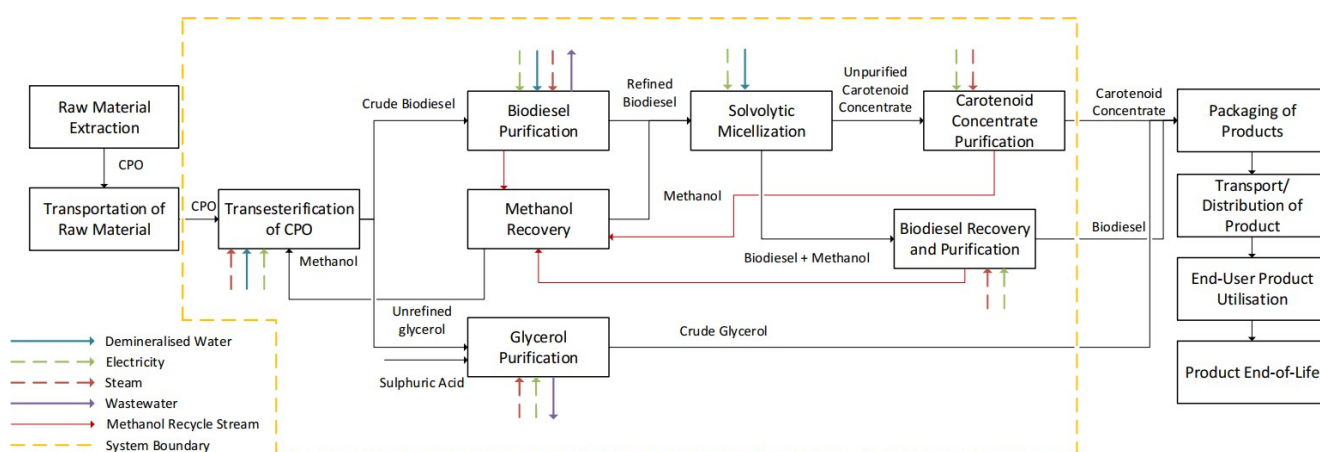 Raw Material
Extraction
CPO
Transportation of
Raw Material
CPO
Transesterification
of CPO
Methanol
Crude Biodiesel
Biodiesel
Purification
Refined
Biodiesel
Solvolytic
Micellization
Unpurified
Carotenoid
Concentrate
Carotenoid
Concentrate
Purification
Carotenoid
Concentrate
Packaging of
Products
Methanol
Recovery
Methanol
Biodiesel + Methanol
Biodiesel Recovery
and Purification
Biodiesel
Transport/
Distribution of
Product
End-User Product
Utilisation
Product End-of-Life
Unrefined
glycerol
Sulphuric Acid
Glycerol
Purification
Crude Glycerol
Demineralised Water
Electricity
Steam
Wastewater
Methanol Recycle Stream
System Boundary